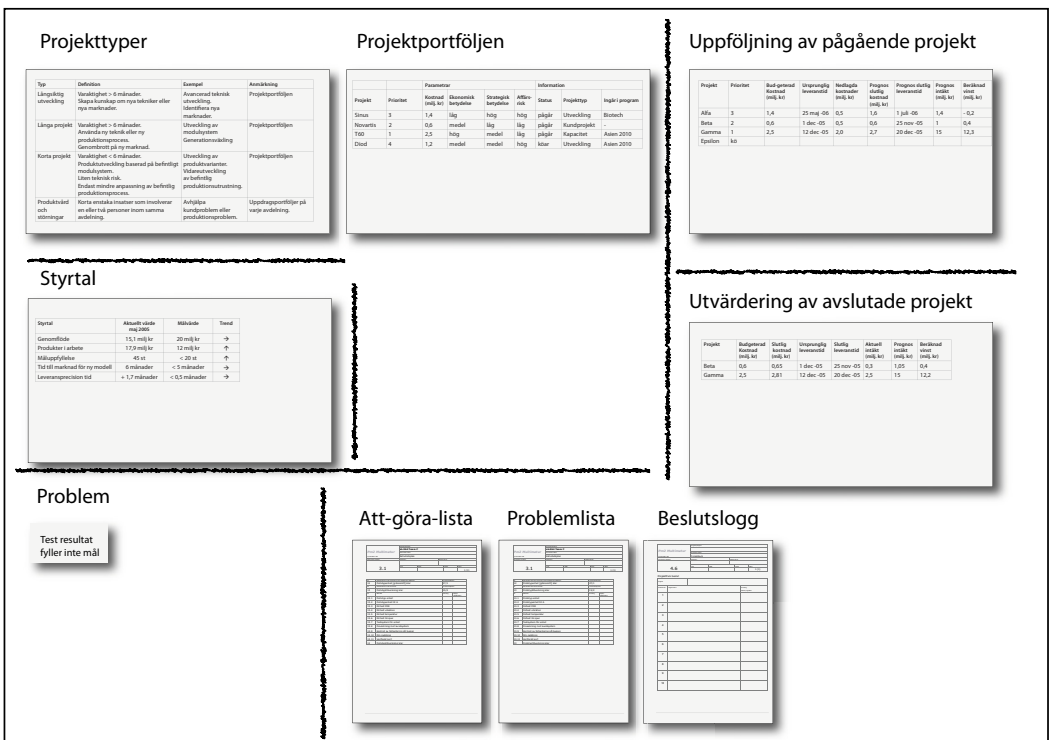 Projekttyper
Typ Definition Exempel Anmärkning
Långsiktig utveckling Varaktighet > 6 månader. Skapa kunskap om nya tekniker eller nya marknader. Avancerad teknisk utveckling. Identifiera nya marknader. Projektportföljen
Långa projekt Varaktighet > 6 månader. Använda ny teknik eller ny produktionsprocess. Genombrott på ny marknad. Utveckling av modulsystem Generationsväxling Projektportföljen
Korta projekt Varaktighet < 6 månader. Produktutveckling baserad på befintligt modulsystem. Liten teknisk risk. Endast mindre anpassning av befintlig produktionsprocess. Utveckling av produktvarianter. Vidareutveckling av befintlig produktionsutrustning. Projektportföljen
Produktvård och störningar Korta enstaka insatser som involverar en eller två personer inom samma avdelning. Avhjälpa kundproblem eller produktionsproblem. Uppdragsportföljer på varje avdelning.
Projektportföljen
Parametrar Information
Projekt Prioritet Kostnad (milj. kr) Ekonomisk betydelse Strategisk betydelse Affärs-risk Status Projekttyp Ingår i program
Sinus 3 1,4 låg hög hög pågår Utveckling Biotech
Novartis 2 0,6 medel låg låg pågår Kundprojekt -
T60 1 2,5 hög medel låg pågår Kapacitet Asien 2010
Diod 4 1,2 medel medel hög köar Utveckling Asien 2010
Uppföljning av pågående projekt
Projekt Prioritet Bud-geterad Kostnad (milj. kr) Ursprunglig leveranstid Nedlagda kostnader (milj. kr) Prognos slutlig kostnad (milj. kr) Prognos slutlig leveranstid Prognos intäkt (milj. kr) Beräknad vinst (milj. kr)
Alfa 3 1,4 25 maj -06 0,5 1,6 1 juli -06 1,4 - 0,2
Beta 2 0,6 1 dec -05 0,5 0,6 25 nov -05 1 0,4
Gamma 1 2,5 12 dec -05 2,0 2,7 20 dec -05 15 12,3
Epsilon kö
Styrtal
Styrtal Aktuellt värde maj 2005 Målvärde Trend
Genomflöde 15,1 milj kr 20 milj kr →
Produkter i arbete 17,9 milj kr 12 milj kr ↑
Måluppfyllelse 45 st < 20 st ↑
Tid till marknad för ny modell 6 månader < 5 månader →
Leveransprecision tid + 1,7 månader < 0,5 månader →
Utvärdering av avslutade projekt
Projekt Budgeterad Kostnad (milj. kr) Slutlig kostnad (milj. kr) Ursprunglig leveranstid Slutlig leveranstid Aktuell intäkt (milj. kr) Prognos intäkt (milj. kr) Beräknad vinst (milj. kr)
Beta 0,6 0,65 1 dec -05 25 nov -05 0,3 1,05 0,4
Gamma 2,5 2,81 12 dec -05 20 dec -05 2,5 15 12,2
Problem
Test resultat
fyller inte mål
Att-göra-lista
3.1
Problemlista
3.1
Beslutslogg
4.6